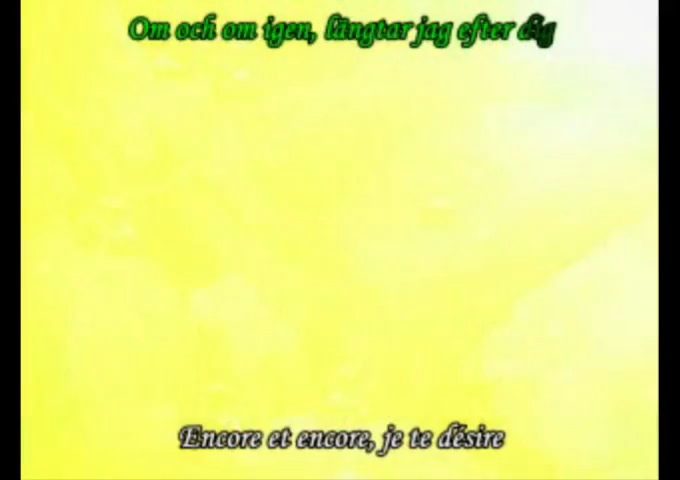 Om och om igen, längtar jag efter dig
Encore et encore, je te désire